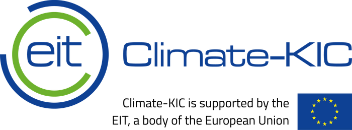 eit Climate-KIC
Climate-KIC is supported by the
EIT, a body of the European Union